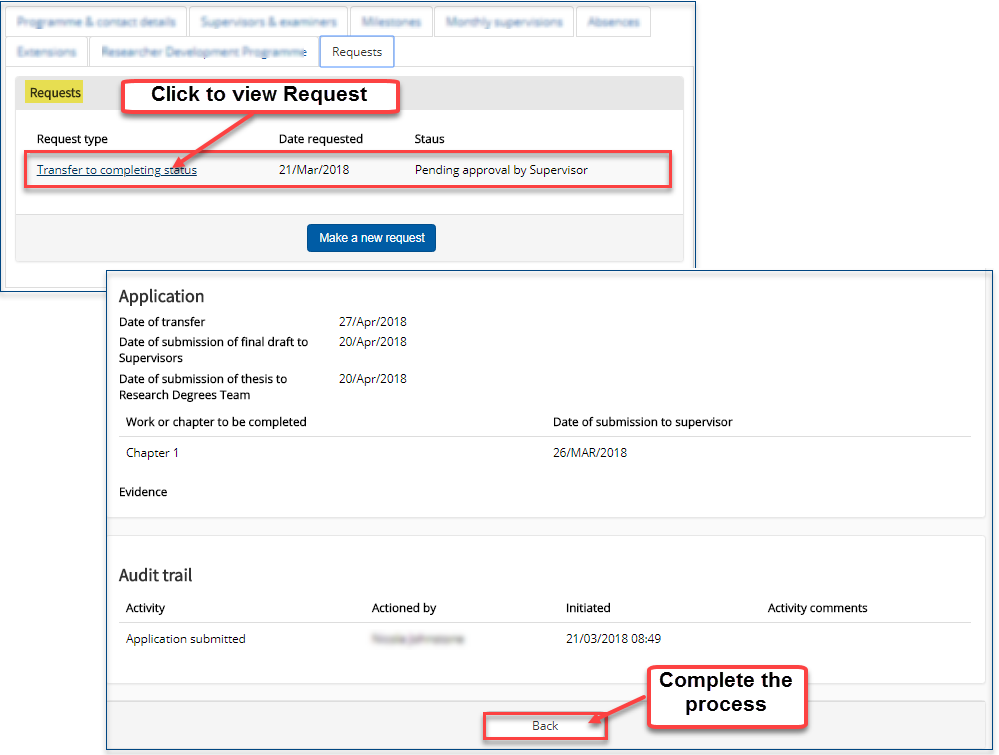 Programme & contact details Supervisors & examiners Milestones Monthly supervisions Absences
Extensions Researcher Development Programme Requests
Requests
Click to view Request
Request type Date requested Staus
Transfer to completing status 21/Mar/2018 Pending approval by Supervisor
Make a new request
Application
Date of transfer 27/Apr/2018
Date of submission of final draft to 20/Apr/2018
Supervisors
Date of submission of thesis to 20/Apr/2018
Research Degrees Team
Work or chapter to be completed Date of submission to supervisor
Chapter 1 26/MAR/2018
Evidence
Audit trail
Activity Actioned by Initiated Activity comments
Application submitted 21/03/2018 08:49
Complete the
process
Back